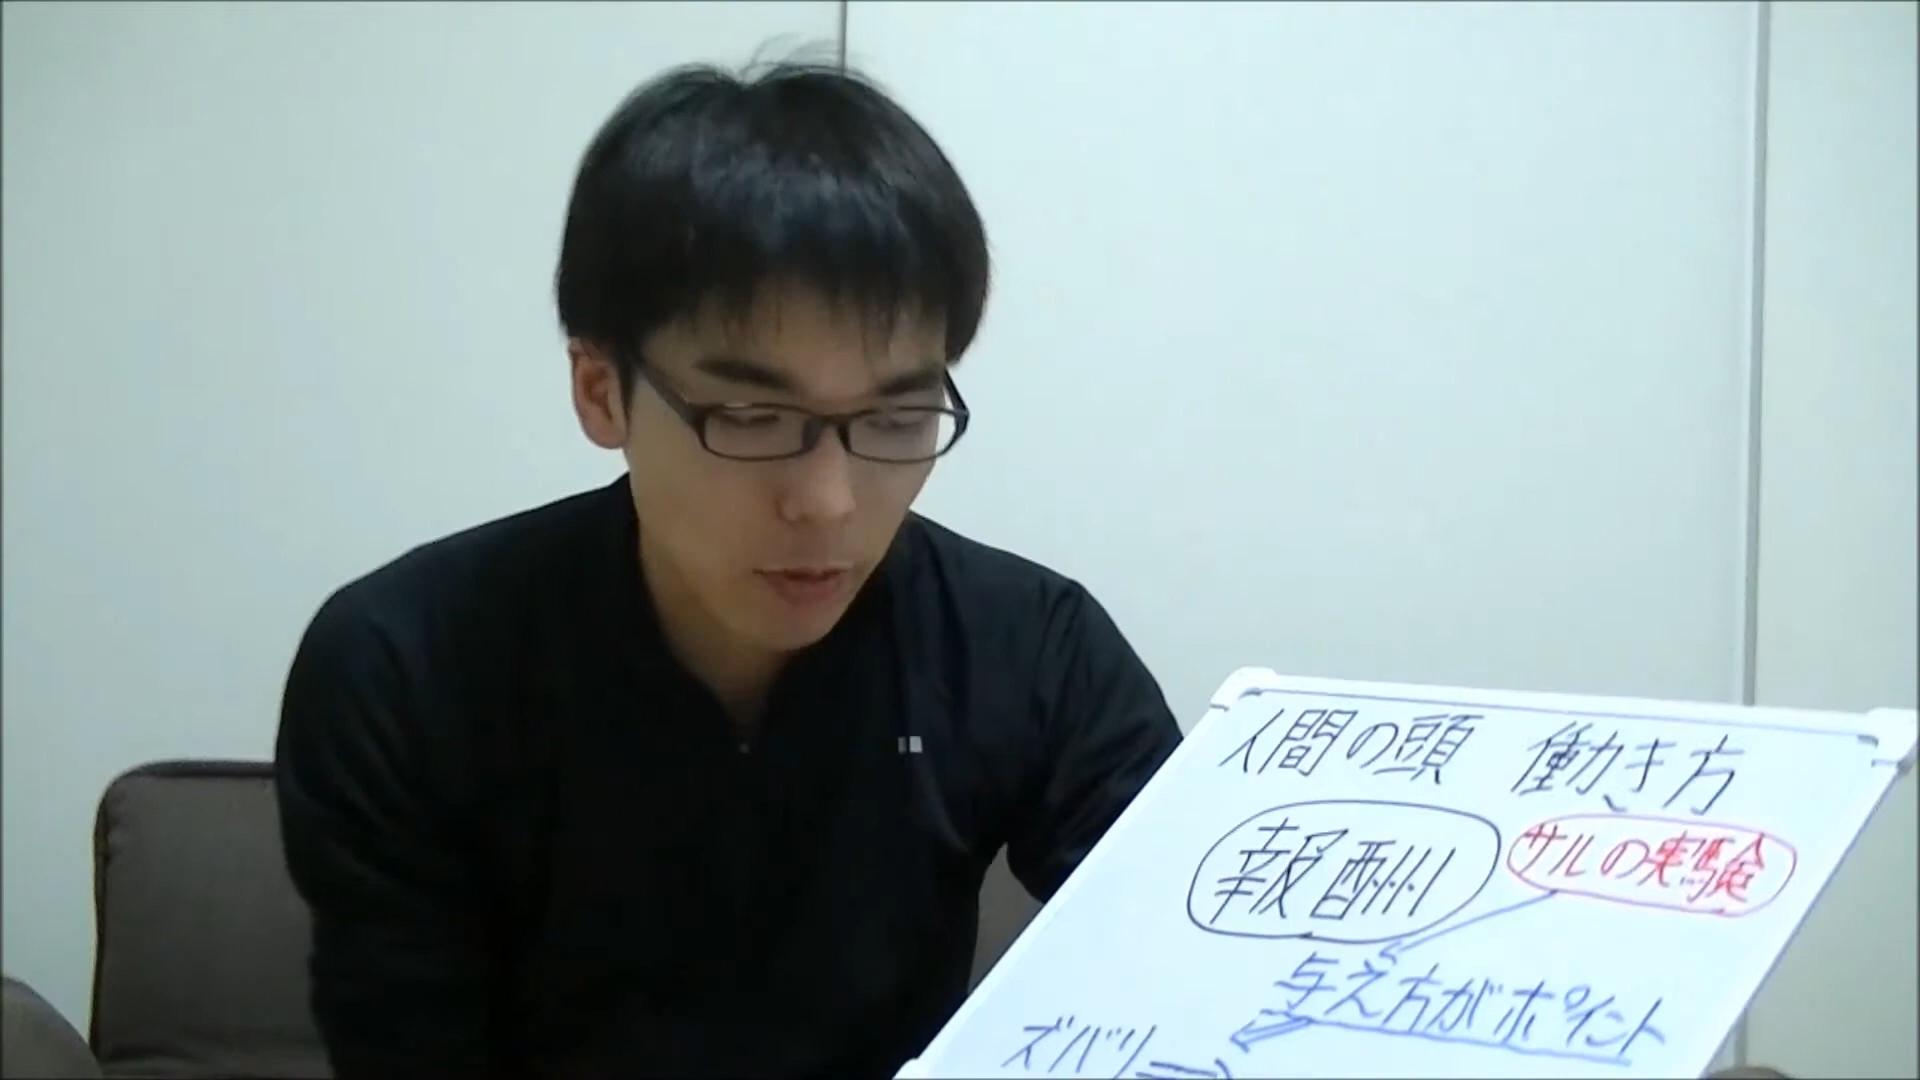 人間の頭 働き方
報酬 サルの実験
与え方がポイント
ズバリ